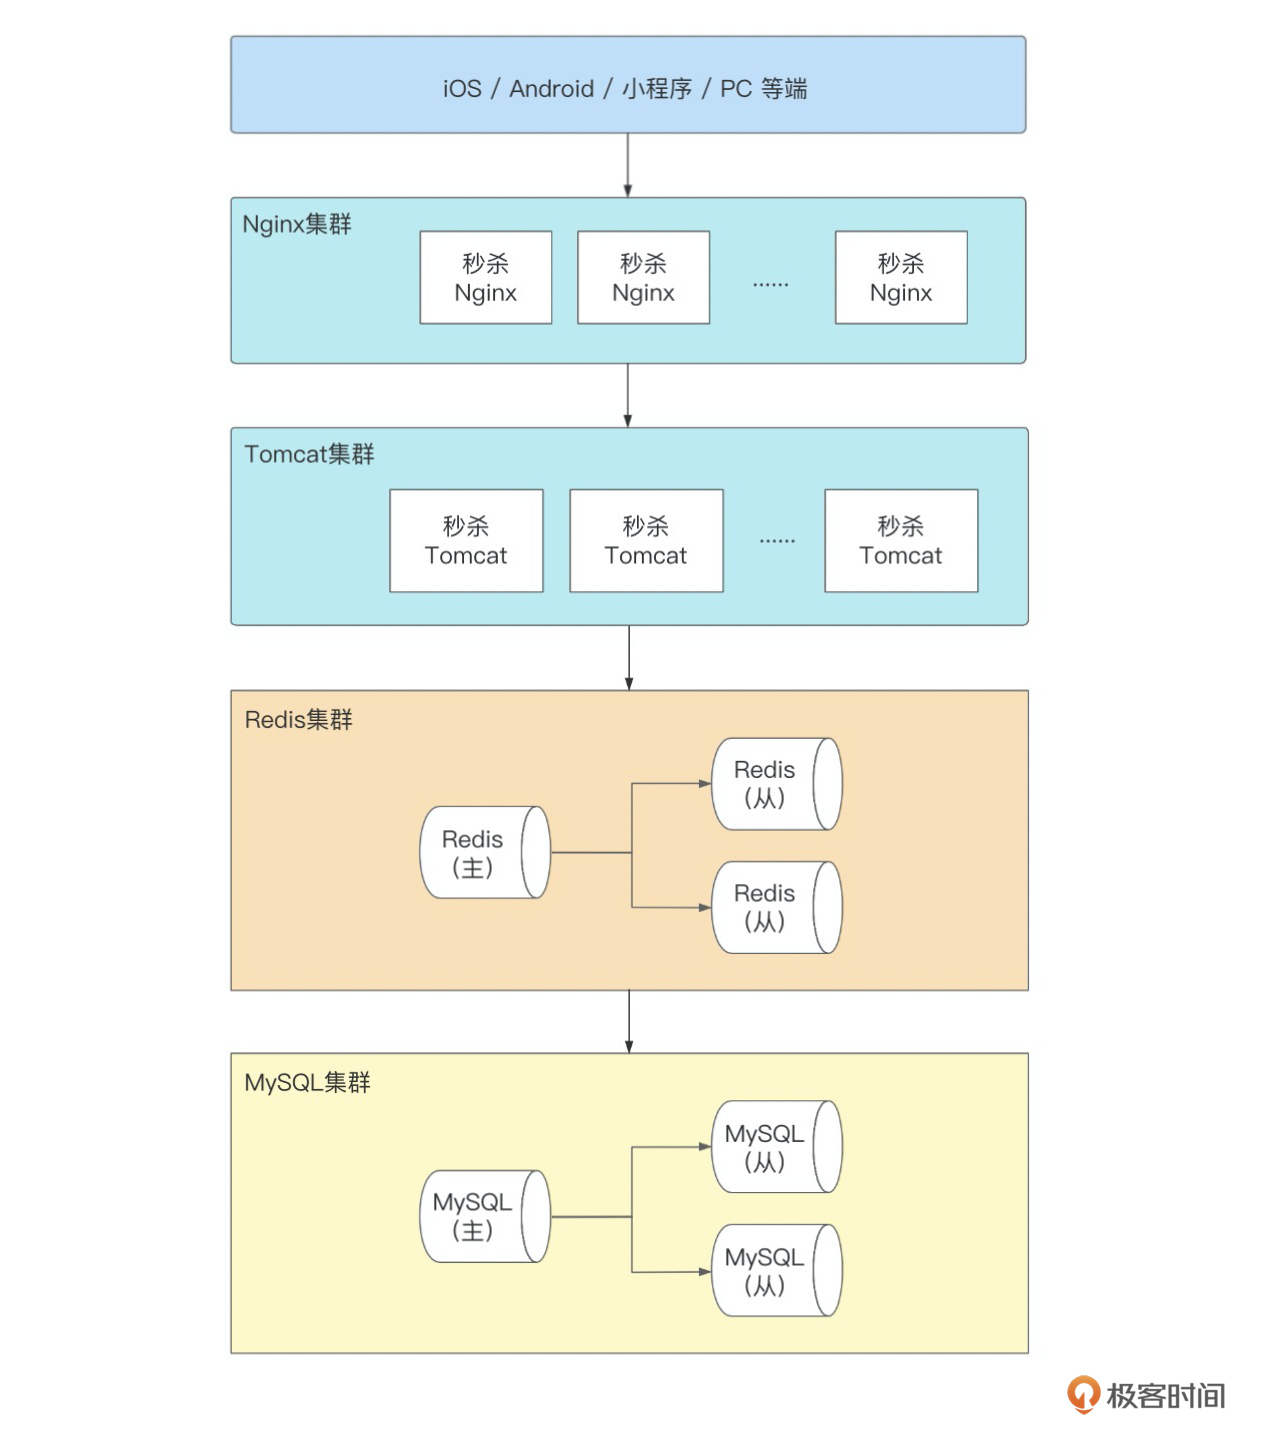 iOS / Android / 小程序 / PC 等端
Nginx集群
秒杀
Nginx
秒杀
Nginx
......
秒杀
Nginx
Tomcat集群
秒杀
Tomcat
秒杀
Tomcat
......
秒杀
Tomcat
Redis集群
Redis
(从)
Redis
(主)
Redis
(从)
MySQL集群
MySQL
(从)
MySQL
(主)
MySQL
(从)
极客时间